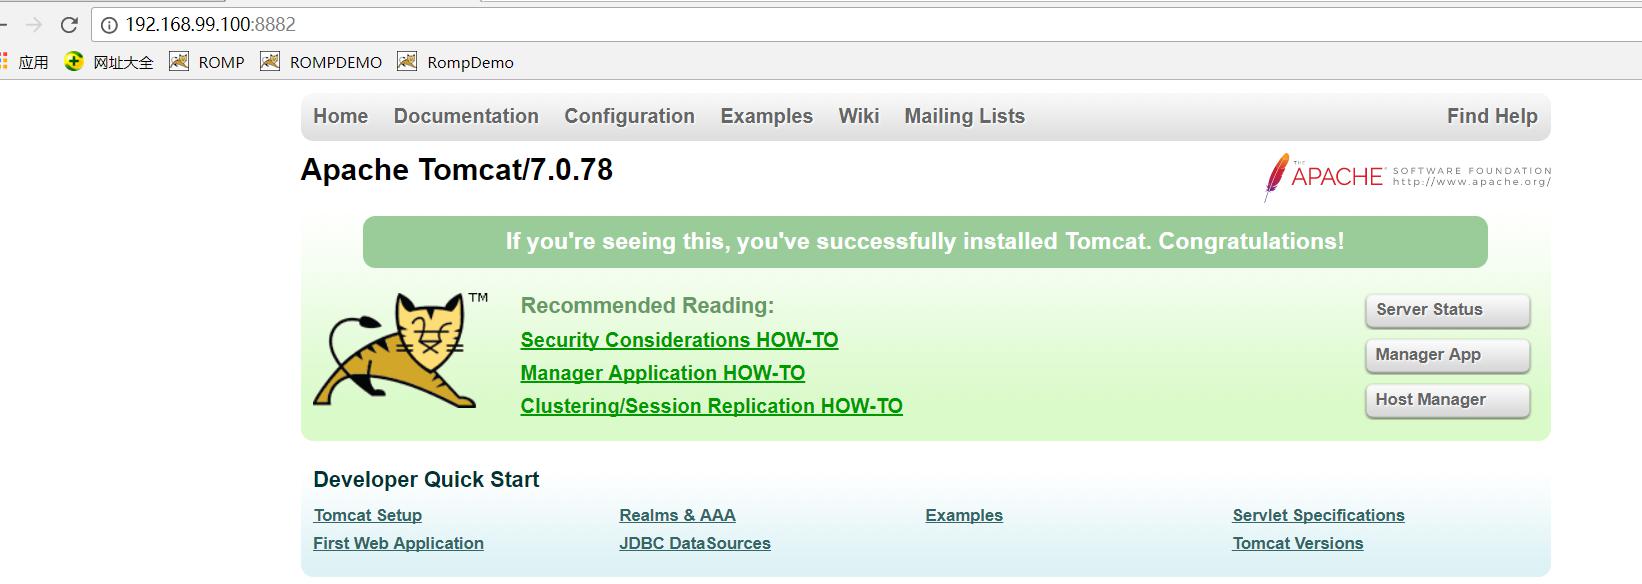 192.168.99.100:8882
应用 网址大全 ROMP ROMPDEMO RompDemo
Home Documentation Configuration Examples Wiki Mailing Lists Find Help
Apache Tomcat/7.0.78
THE APACHE® SOFTWARE FOUNDATION
http://www.apache.org/
If you're seeing this, you've successfully installed Tomcat. Congratulations!
TM
Recommended Reading:
Security Considerations HOW-TO
Manager Application HOW-TO
Clustering/Session Replication HOW-TO
Server Status
Manager App
Host Manager
Developer Quick Start
Tomcat Setup Realms & AAA Examples Servlet Specifications
First Web Application JDBC DataSources Tomcat Versions